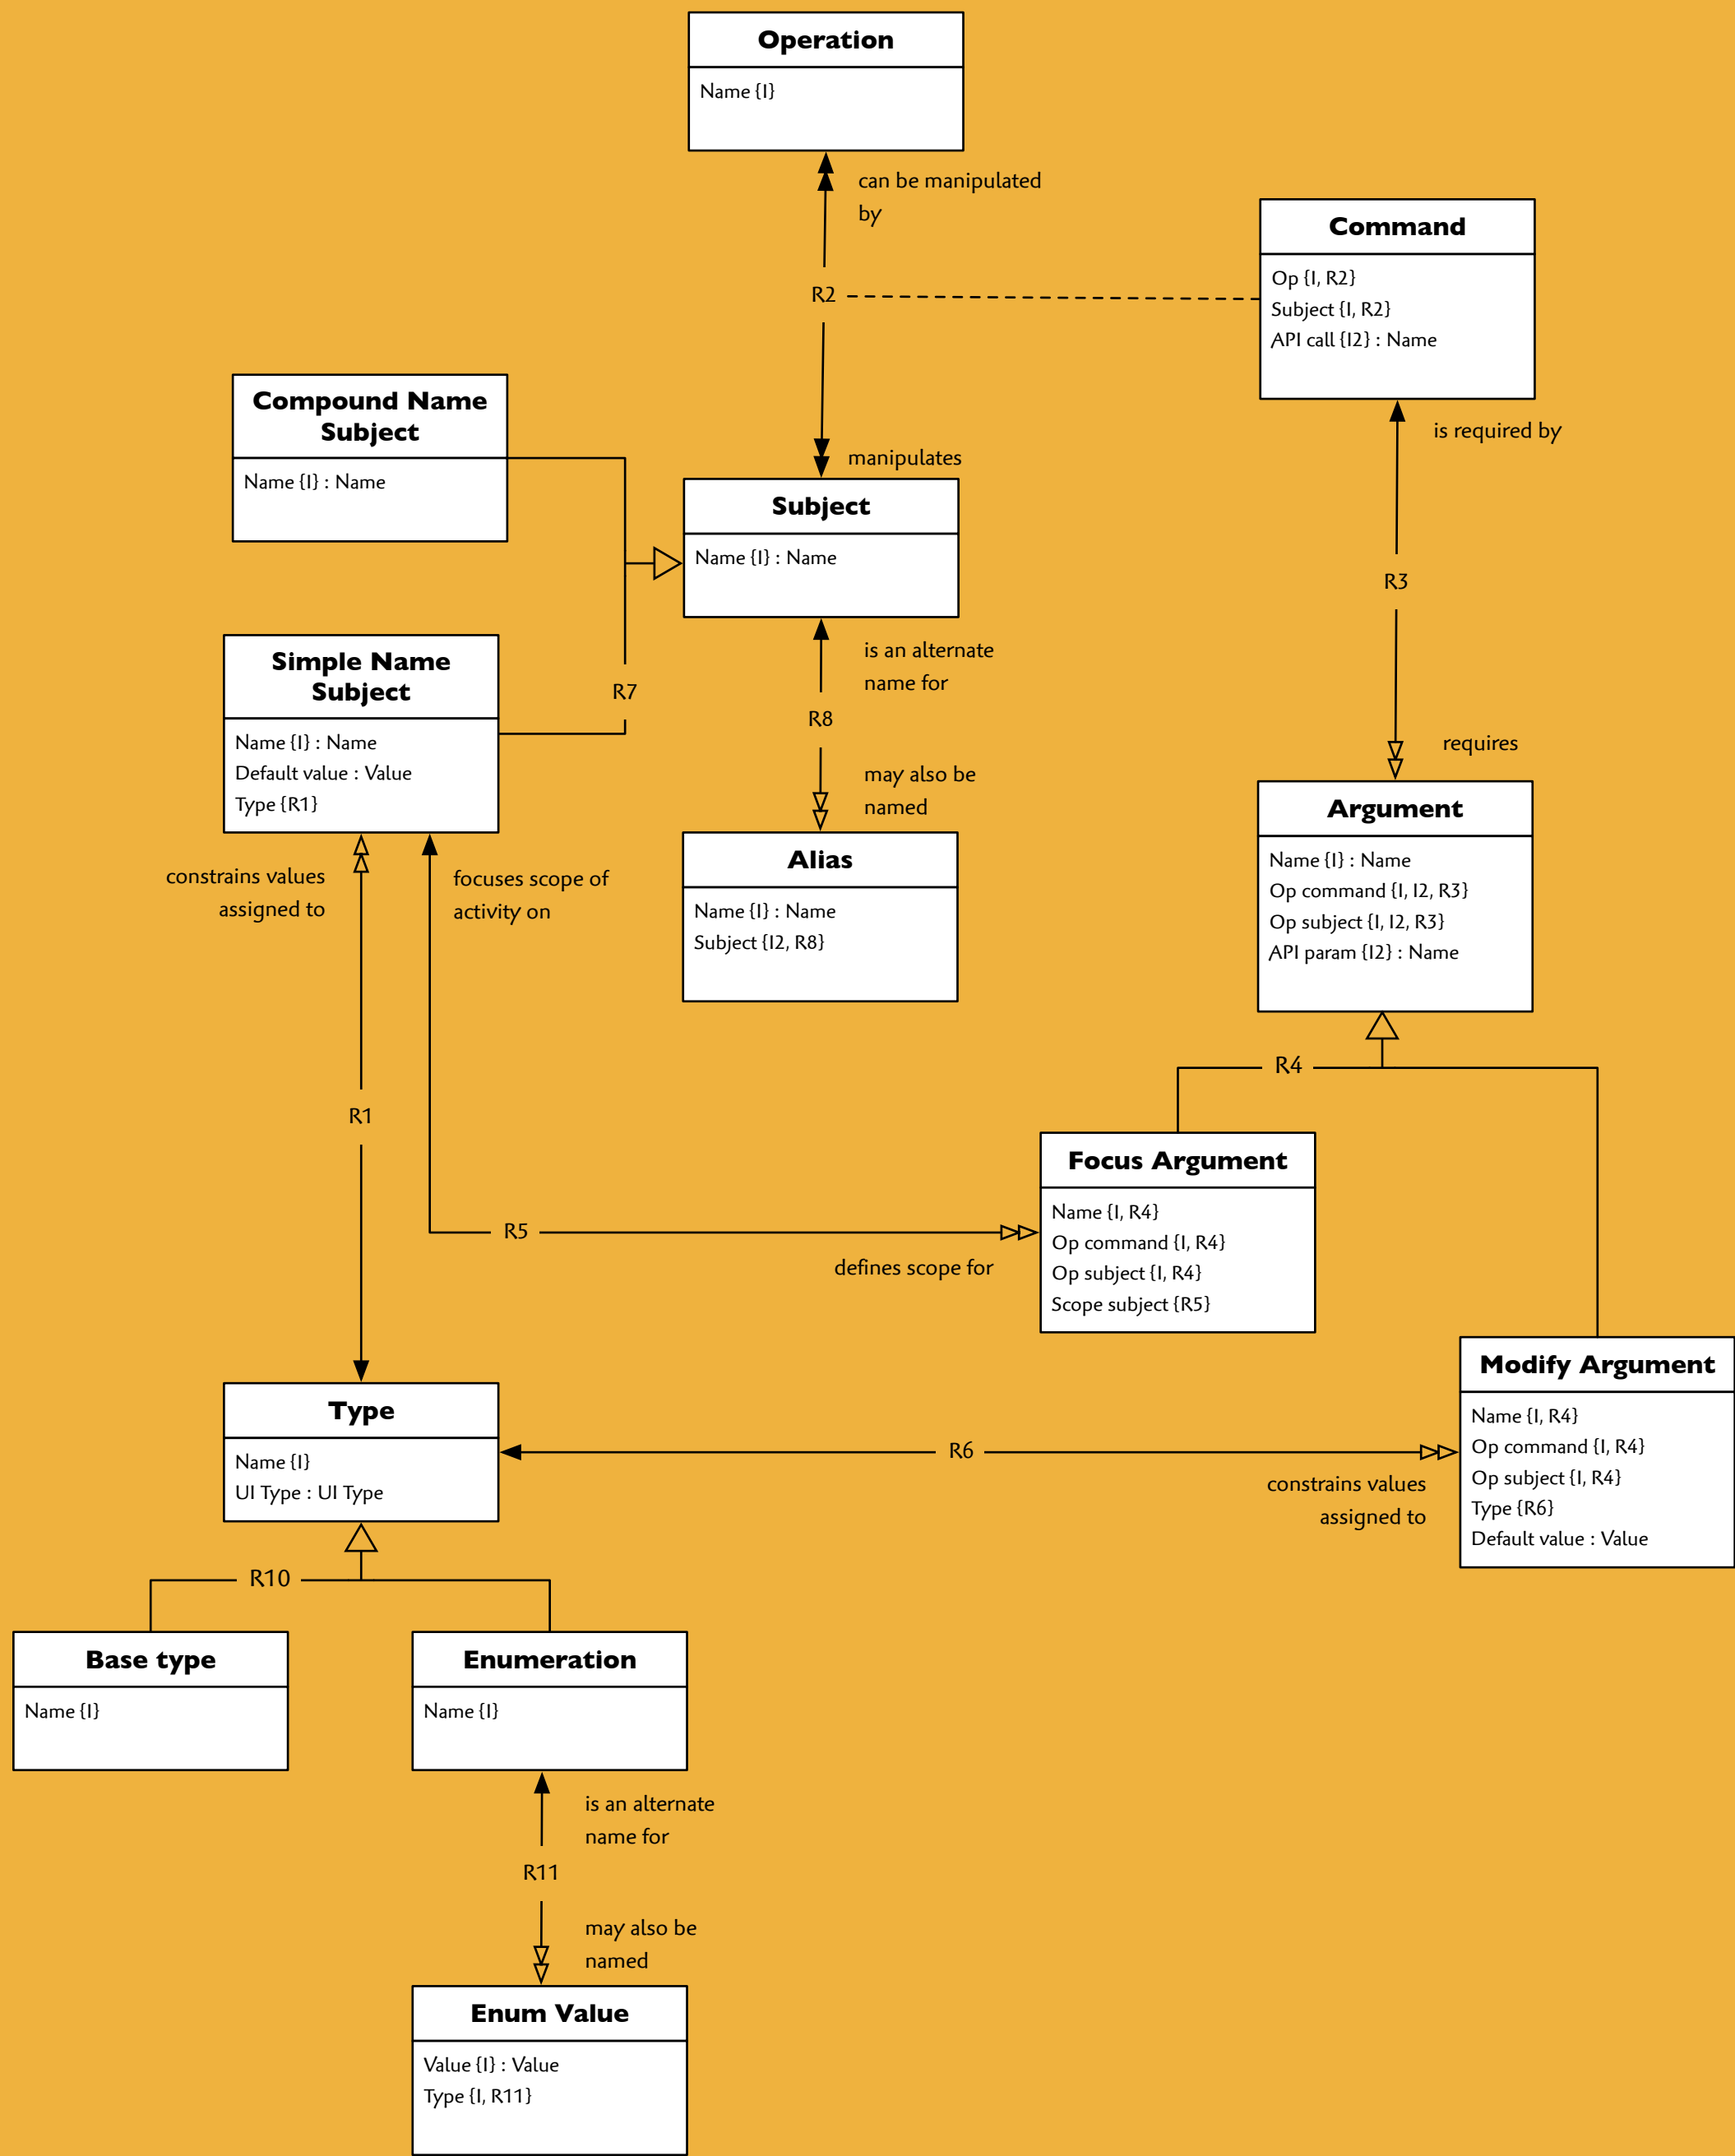 Operation
Name {I}
can be manipulated
by
Command
Op {I, R2}
Subject {I, R2}
API call {I2} : Name
R2
Compound Name
Subject
Name {I} : Name
is required by
manipulates
Subject
Name {I} : Name
R3
Simple Name
Subject
Name {I} : Name
Default value : Value
Type {R1}
R7
is an alternate
name for
R8
may also be
named
requires
Argument
Name {I} : Name
Op command {I, I2, R3}
Op subject {I, I2, R3}
API param {I2} : Name
constrains values
assigned to
focuses scope of
activity on
Alias
Name {I} : Name
Subject {I2, R8}
R4
R1
Focus Argument
Name {I, R4}
Op command {I, R4}
Op subject {I, R4}
Scope subject {R5}
R5
defines scope for
Modify Argument
Name {I, R4}
Op command {I, R4}
Op subject {I, R4}
Type {R6}
Default value : Value
Type
Name {I}
UI Type : UI Type
R6
constrains values
assigned to
R10
Base type
Name {I}
Enumeration
Name {I}
is an alternate
name for
R11
may also be
named
Enum Value
Value {I} : Value
Type {I, R11}